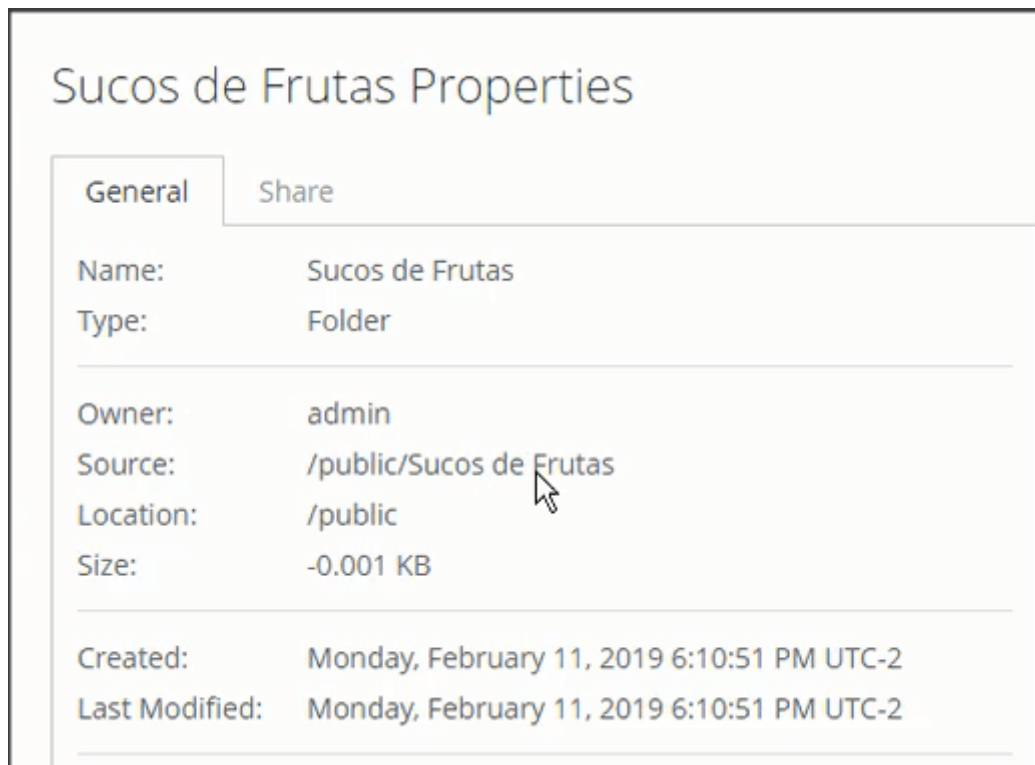 Sucos de Frutas Properties
General Share
Name: Sucos de Frutas
Type: Folder
Owner: admin
Source: /public/Sucos de Frutas
Location: /public
Size: -0.001 KB
Created: Monday, February 11, 2019 6:10:51 PM UTC-2
Last Modified: Monday, February 11, 2019 6:10:51 PM UTC-2